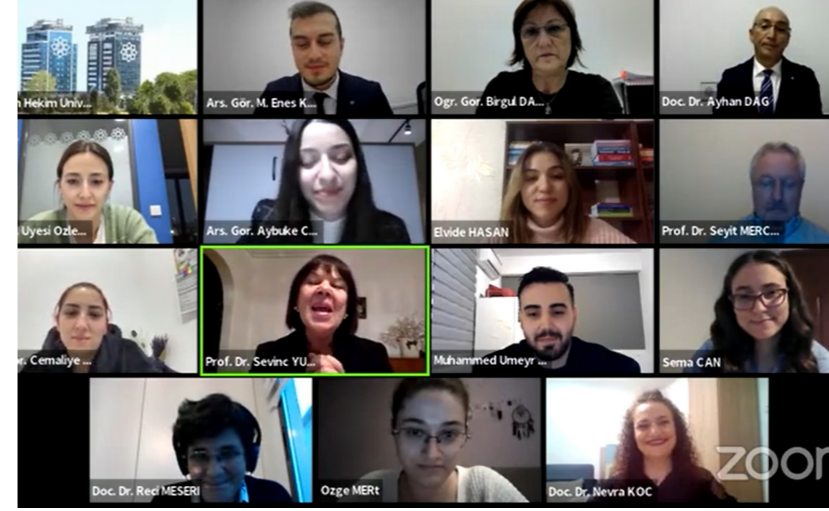 n Hekim Univ...
Ars. Gör. M. Enes K...
Ogr. Gor. Birgul DA...
Doc. Dr. Ayhan DAG
Uyesi Ozle...
Ars. Gor. Aybuke C...
Elvide HASAN
Prof. Dr. Seyit MERC...
r. Cemaliye ...
Prof. Dr. Sevinc YU...
Muhammed Umeyr ...
Sema CAN
Doc. Dr. Reci MESERI
Ozge MERt
Doc. Dr. Nevra KOC
zoom